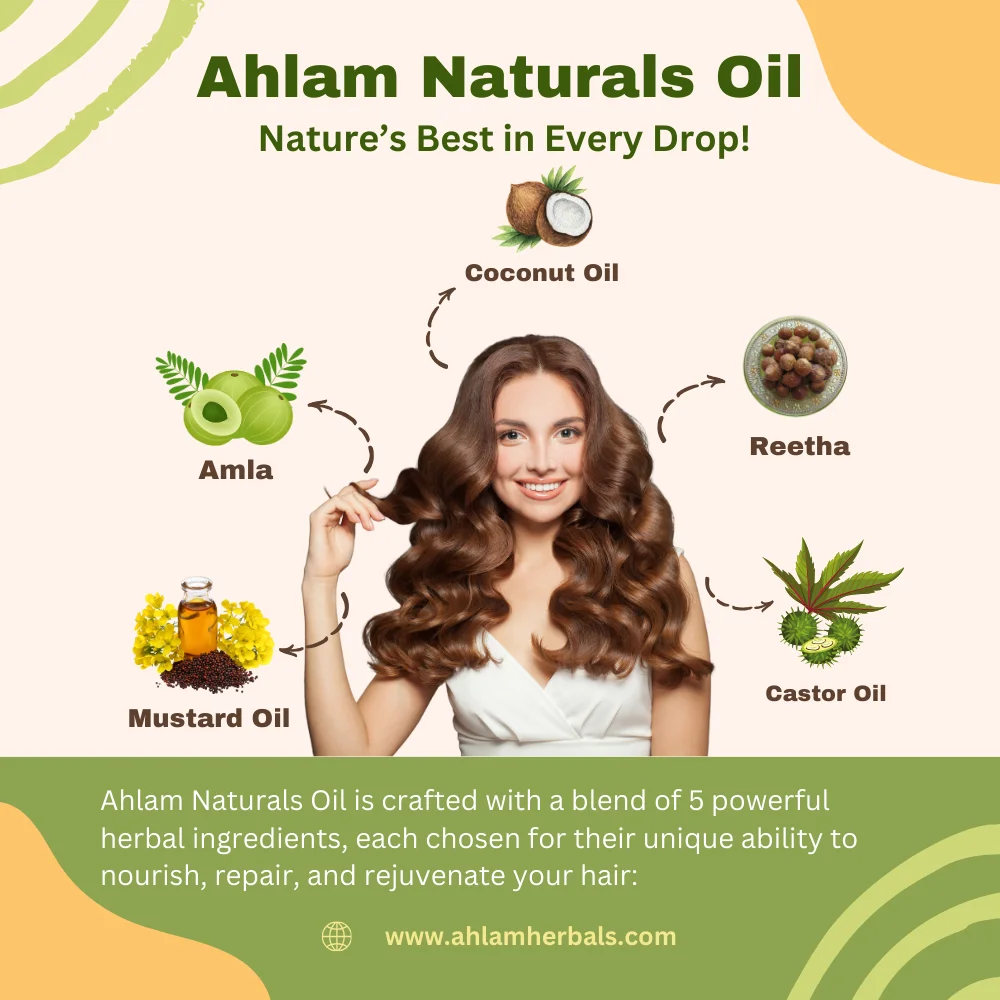 Ahlam Naturals Oil
Nature’s Best in Every Drop!
Coconut Oil
Amla
Reetha
Mustard Oil
Castor Oil
Ahlam Naturals Oil is crafted with a blend of 5 powerful
herbal ingredients, each chosen for their unique ability to
nourish, repair, and rejuvenate your hair:
www.ahlamherbals.com